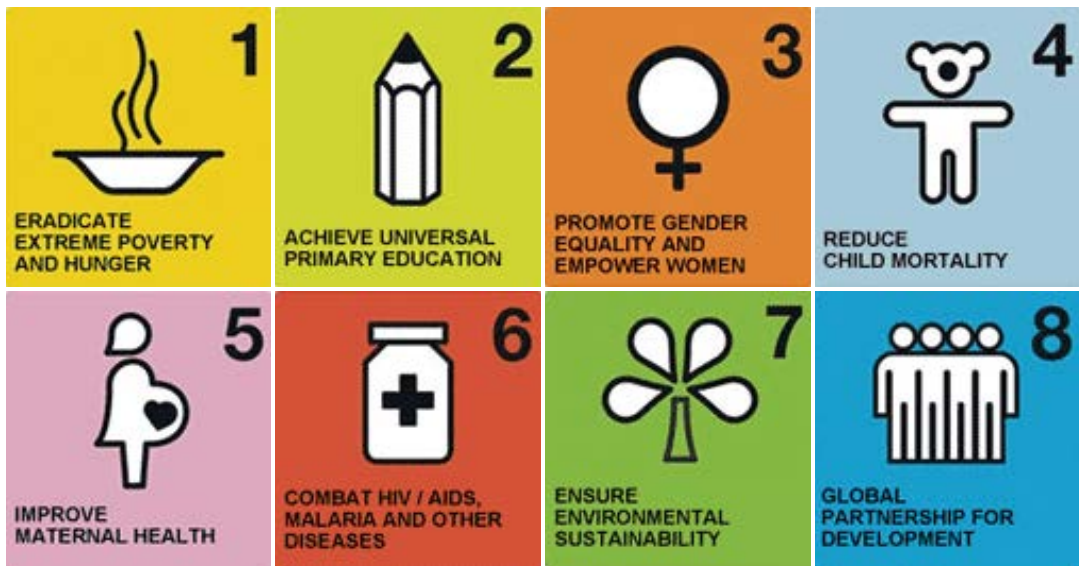 1
ERADICATE
EXTREME POVERTY
AND HUNGER
2
ACHIEVE UNIVERSAL
PRIMARY EDUCATION
3
PROMOTE GENDER
EQUALITY AND
EMPOWER WOMEN
4
REDUCE
CHILD MORTALITY
5
IMPROVE
MATERNAL HEALTH
6
COMBAT HIV / AIDS,
MALARIA AND OTHER
DISEASES
7
ENSURE
ENVIRONMENTAL
SUSTAINABILITY
8
GLOBAL
PARTNERSHIP FOR
DEVELOPMENT